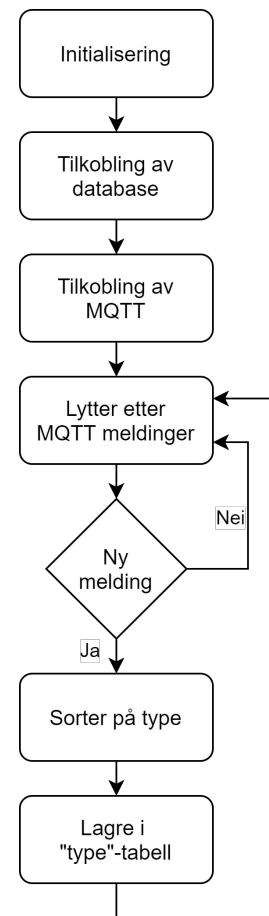 Initialisering
Tilkobling av
database
Tilkobling av
MQTT
Lytter etter
MQTT meldinger
Nei
Ny
melding
Ja
Sorter på type
Lagre i
"type"-tabell